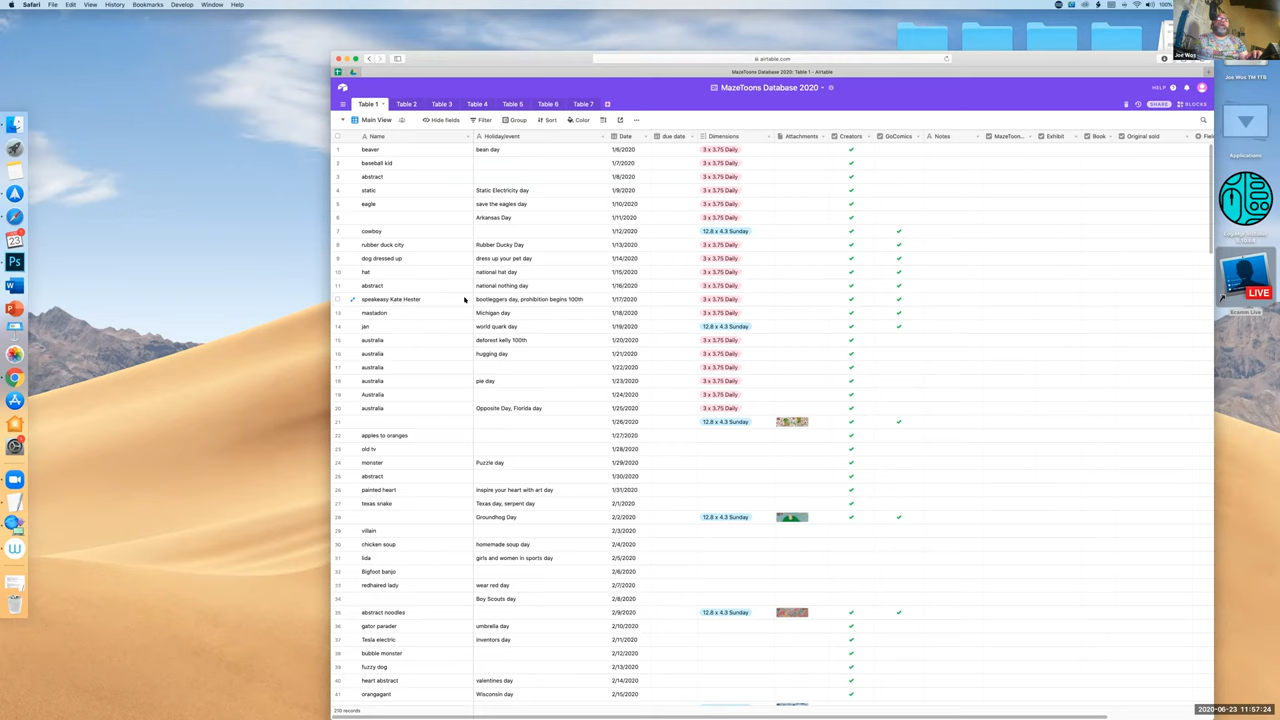 Safari File Edit View History Bookmarks Develop Window Help 100%
Joe Wos
airtable.com
MazeToons Database 2020: Table 1 - Airtable
MazeToons Database 2020
HELP
Table 1 Table 2 Table 3 Table 4 Table 5 Table 6 Table 7 SHARE BLOCKS
Main View Hide fields Filter Group Sort Color
Name Holiday/event Date due date Dimensions Attachments Creators GoComics Notes MazeToon... Exhibit Book Original sold Fiel
1 beaver bean day 1/6/2020 3 x 3.75 Daily
2 baseball kid 1/7/2020 3 x 3.75 Daily
3 abstract 1/8/2020 3 x 3.75 Daily
4 static Static Electricity day 1/9/2020 3 x 3.75 Daily
5 eagle save the eagles day 1/10/2020 3 x 3.75 Daily
6 Arkansas Day 1/11/2020 3 x 3.75 Daily
7 cowboy 1/12/2020 12.8 x 4.3 Sunday
8 rubber duck city Rubber Ducky Day 1/13/2020 3 x 3.75 Daily
9 dog dressed up dress up your pet day 1/14/2020 3 x 3.75 Daily
10 hat national hat day 1/15/2020 3 x 3.75 Daily
11 abstract national nothing day 1/16/2020 3 x 3.75 Daily
speakeasy Kate Hester bootleggers day, prohibition begins 100th 1/17/2020 3 x 3.75 Daily
13 mastadon Michigan day 1/18/2020 3 x 3.75 Daily
14 jan world quark day 1/19/2020 12.8 x 4.3 Sunday
15 australia deforest kelly 100th 1/20/2020 3 x 3.75 Daily
16 australia hugging day 1/21/2020 3 x 3.75 Daily
17 australia 1/22/2020 3 x 3.75 Daily
18 australia pie day 1/23/2020 3 x 3.75 Daily
19 Australia 1/24/2020 3 x 3.75 Daily
20 australia Opposite Day, Florida day 1/25/2020 3 x 3.75 Daily
21 1/26/2020 12.8 x 4.3 Sunday
22 apples to oranges 1/27/2020
23 old tv 1/28/2020
24 monster Puzzle day 1/29/2020
25 abstract 1/30/2020
26 painted heart inspire your heart with art day 1/31/2020
27 texas snake Texas day, serpent day 2/1/2020
28 Groundhog Day 2/2/2020 12.8 x 4.3 Sunday
29 villain 2/3/2020
30 chicken soup homemade soup day 2/4/2020
31 lida girls and women in sports day 2/5/2020
32 Bigfoot banjo 2/6/2020
33 redhaired lady wear red day 2/7/2020
34 Boy Scouts day 2/8/2020
35 abstract noodles 2/9/2020 12.8 x 4.3 Sunday
36 gator parader umbrella day 2/10/2020
37 Tesla electric inventors day 2/11/2020
38 bubble monster 2/12/2020
39 fuzzy dog 2/13/2020
40 heart abstract valentines day 2/14/2020
41 orangagant Wisconsin day 2/15/2020
210 records
Joe Wos TM 1TB
Applications
LIVE
Ecamm Live
2020-06-23 11:57:24